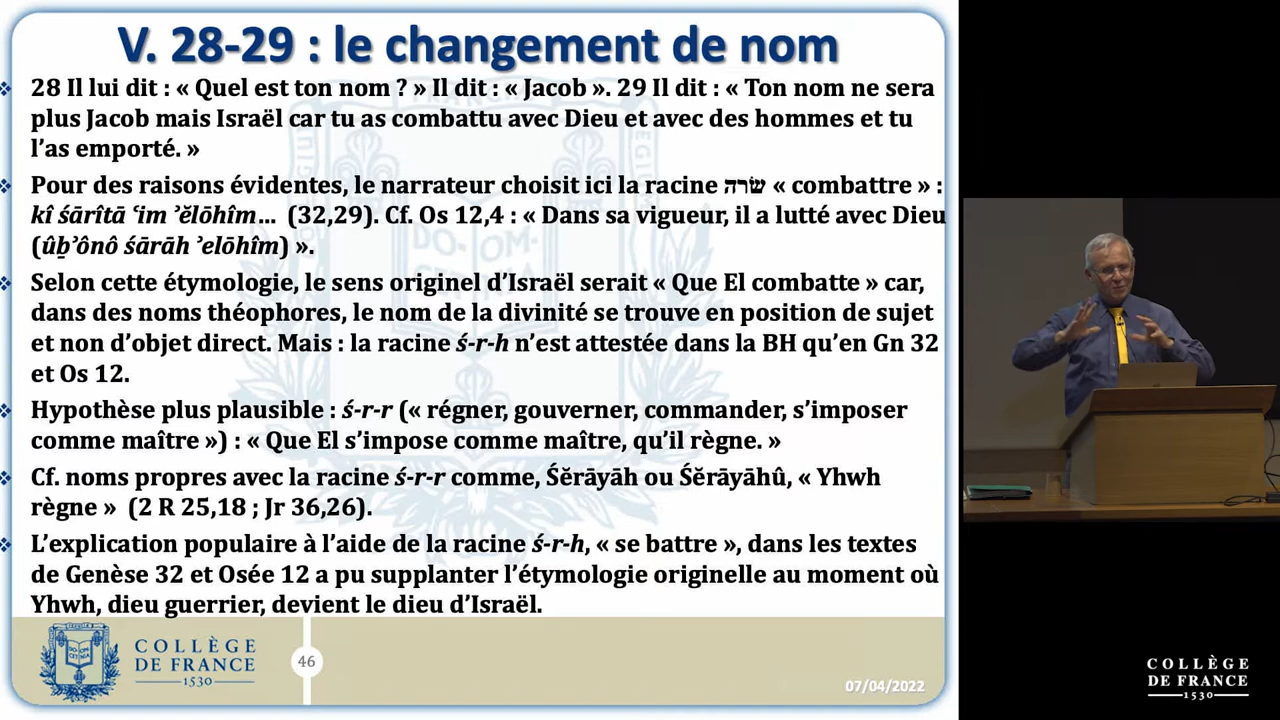 V. 28-29 : le changement de nom
28 Il lui dit : « Quel est ton nom ? » Il dit : « Jacob ». 29 Il dit : « Ton nom ne sera
plus Jacob mais Israël car tu as combattu avec Dieu et avec des hommes et tu
l’as emporté. »
Pour des raisons évidentes, le narrateur choisit ici la racine שׂרה « combattre » :
kî śārîtā ‘im ’ĕlōhîm… (32,29). Cf. Os 12,4 : « Dans sa vigueur, il a lutté avec Dieu
(ûḇ’ônô śārāh ’elōhîm) ».
Selon cette étymologie, le sens originel d’Israël serait « Que El combatte » car,
dans des noms théophores, le nom de la divinité se trouve en position de sujet
et non d’objet direct. Mais : la racine ś-r-h n’est attestée dans la BH qu’en Gn 32
et Os 12.
Hypothèse plus plausible : ś-r-r (« régner, gouverner, commander, s’imposer
comme maître ») : « Que El s’impose comme maître, qu’il règne. »
Cf. noms propres avec la racine ś-r-r comme, Śĕrāyāh ou Śĕrāyāhû, « Yhwh
règne » (2 R 25,18 ; Jr 36,26).
L’explication populaire à l’aide de la racine ś-r-h, « se battre », dans les textes
de Genèse 32 et Osée 12 a pu supplanter l’étymologie originelle au moment où
Yhwh, dieu guerrier, devient le dieu d’Israël.
COLLÈGE
DE FRANCE
1530
46
07/04/2022
COLLÈGE
DE FRANCE
1530